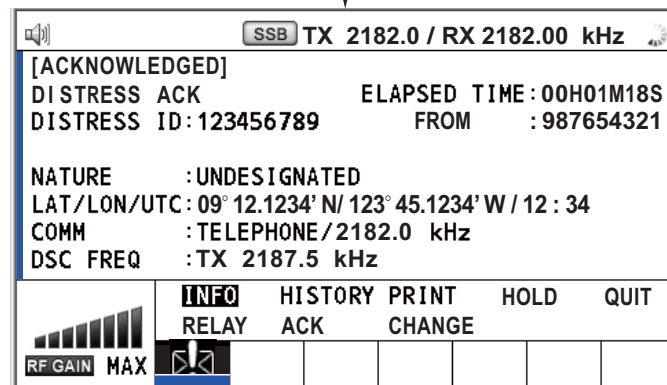 SSB TX 2182.0 / RX 2182.00 kHz
[ACKNOWLEDGED]
DISTRESS ACK ELAPSED TIME:00H01M18S
DISTRESS ID:123456789 FROM :987654321
NATURE :UNDESIGNATED
LAT/LON/UTC:09° 12.1234' N/ 123° 45.1234' W / 12 : 34
COMM :TELEPHONE/2182.0 kHz
DSC FREQ :TX 2187.5 kHz
INFO HISTORY PRINT HOLD QUIT
RELAY ACK CHANGE
RF GAIN MAX